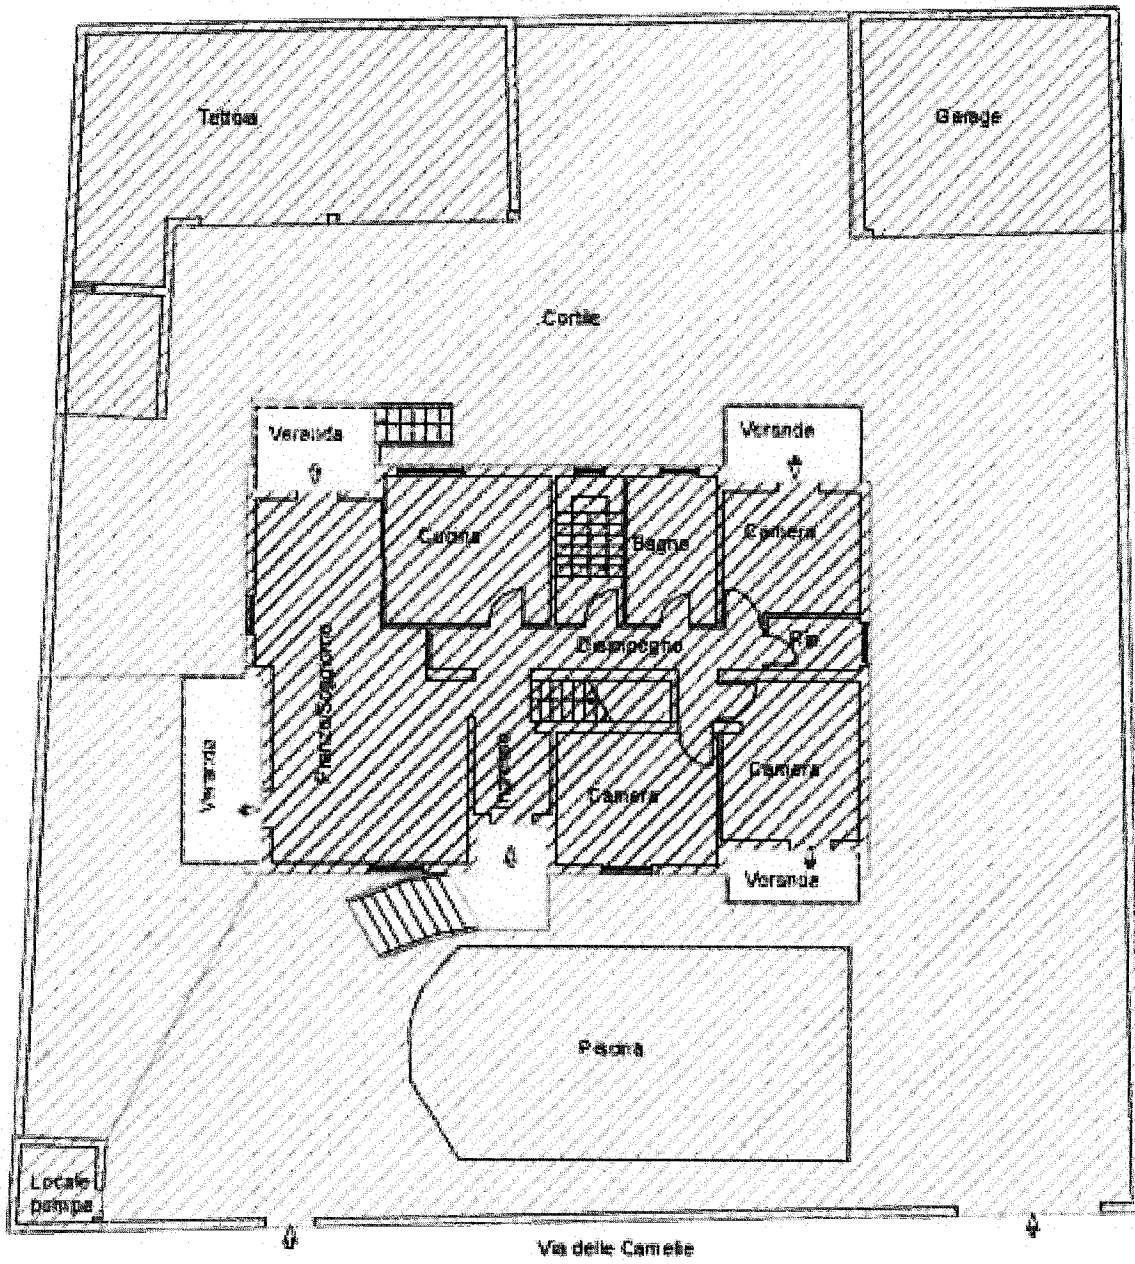 Tettoia
Garage
Cortile
Veranda
Veranda
Cucina
Bagno
Camera
Disimpegno
Rip
Pranzo/Soggiorno
Veranda
Ingresso
Camera
Camera
Veranda
Piscina
Locale
pompa
Via delle Camelie